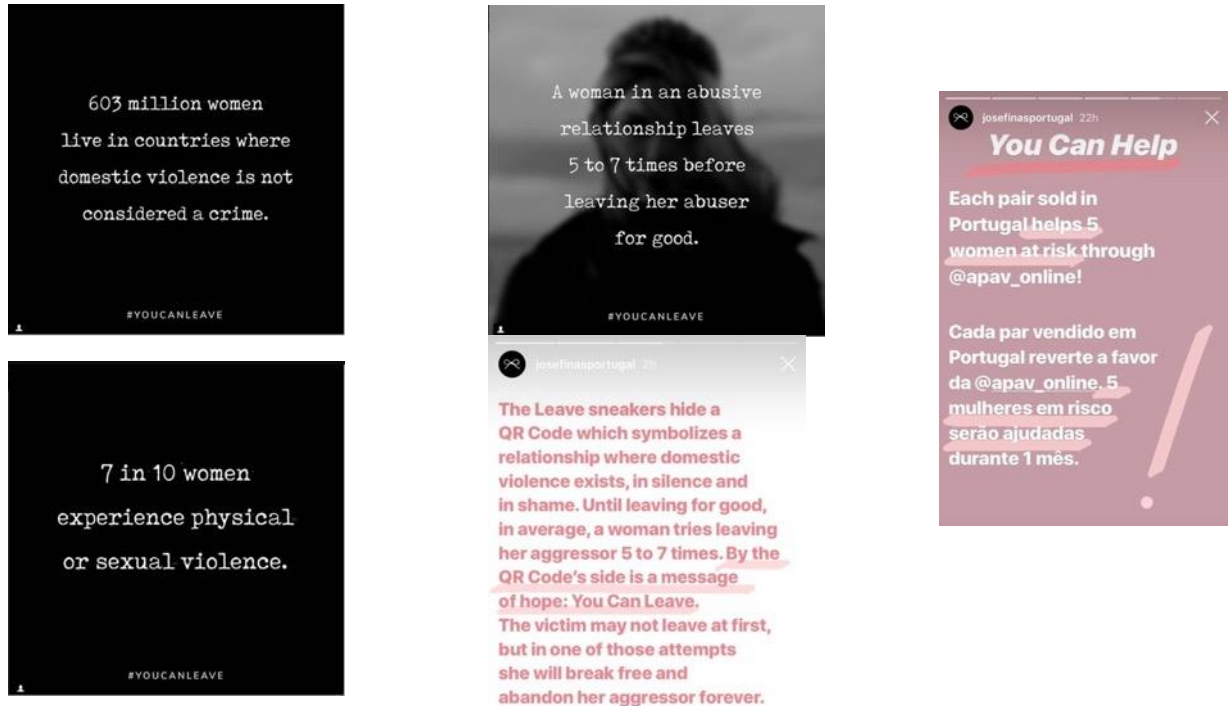 603 million women
live in countries where
domestic violence is not
considered a crime.
#YOUCANLEAVE
7 in 10 women
experience physical
or sexual violence.
#YOUCANLEAVE
A woman in an abusive
relationship leaves
5 to 7 times before
leaving her abuser
for good.
#YOUCANLEAVE
josefinasportugal 21h
The Leave sneakers hide a
QR Code which symbolizes a
relationship where domestic
violence exists, in silence and
in shame. Until leaving for good,
in average, a woman tries leaving
her aggressor 5 to 7 times. By the
QR Code's side is a message
of hope: You Can Leave.
The victim may not leave at first,
but in one of those attempts
she will break free and
abandon her aggressor forever.
josefinasportugal 22h
You Can Help
Each pair sold in
Portugal helps 5
women at risk through
@apav_online!
Cada par vendido em
Portugal reverte a favor
da @apav_online. 5
mulheres em risco
serão ajudadas
durante 1 mês.
!